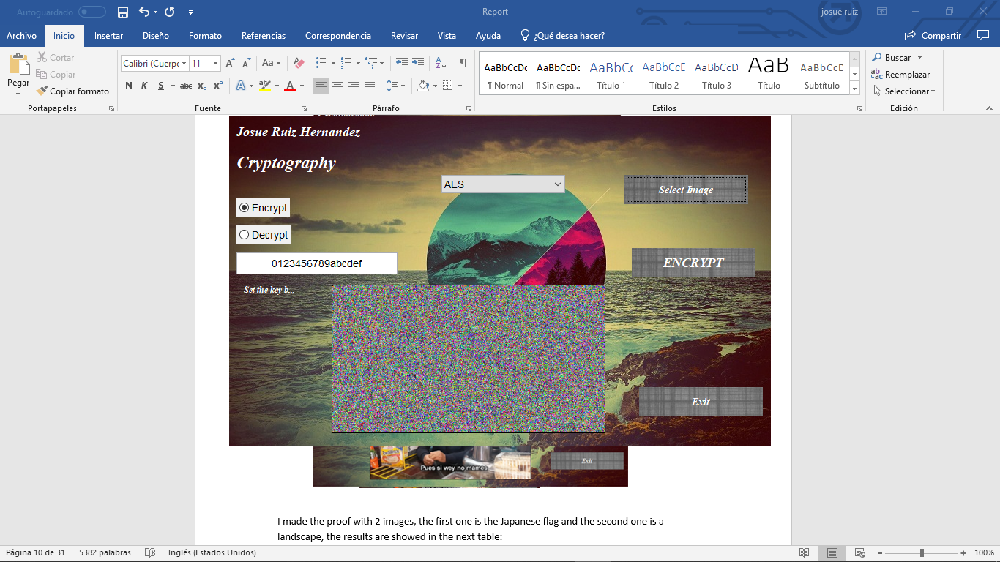 Autoguardado
Report
josue ruiz
Archivo
Inicio
Insertar
Diseño
Formato
Referencias
Correspondencia
Revisar
Vista
Ayuda
¿Qué desea hacer?
Compartir
Pegar
Cortar
Copiar
Copiar formato
Portapapeles
Calibri (Cuerpo
11
Aa
N K S abc x₂ x²
Fuente
Párrafo
AaBbCcDc
¶ Normal
AaBbCcDc
¶ Sin espa...
AaBbCc
Título 1
AaBbCcD
Título 2
AaBbCcD
Título 3
AaB
Título
AaBbCcD
Subtítulo
Estilos
Buscar
Reemplazar
Seleccionar
Edición
Josue Ruiz Hernandez
Cryptography
AES
Select Image
Encrypt
Decrypt
ENCRYPT
0123456789abcdef
Set the key b...
Exit
Pues si wey no mames
Exit
I made the proof with 2 images, the first one is the Japanese flag and the second one is a
landscape, the results are showed in the next table:
Página 10 de 31
5382 palabras
Inglés (Estados Unidos)
100%